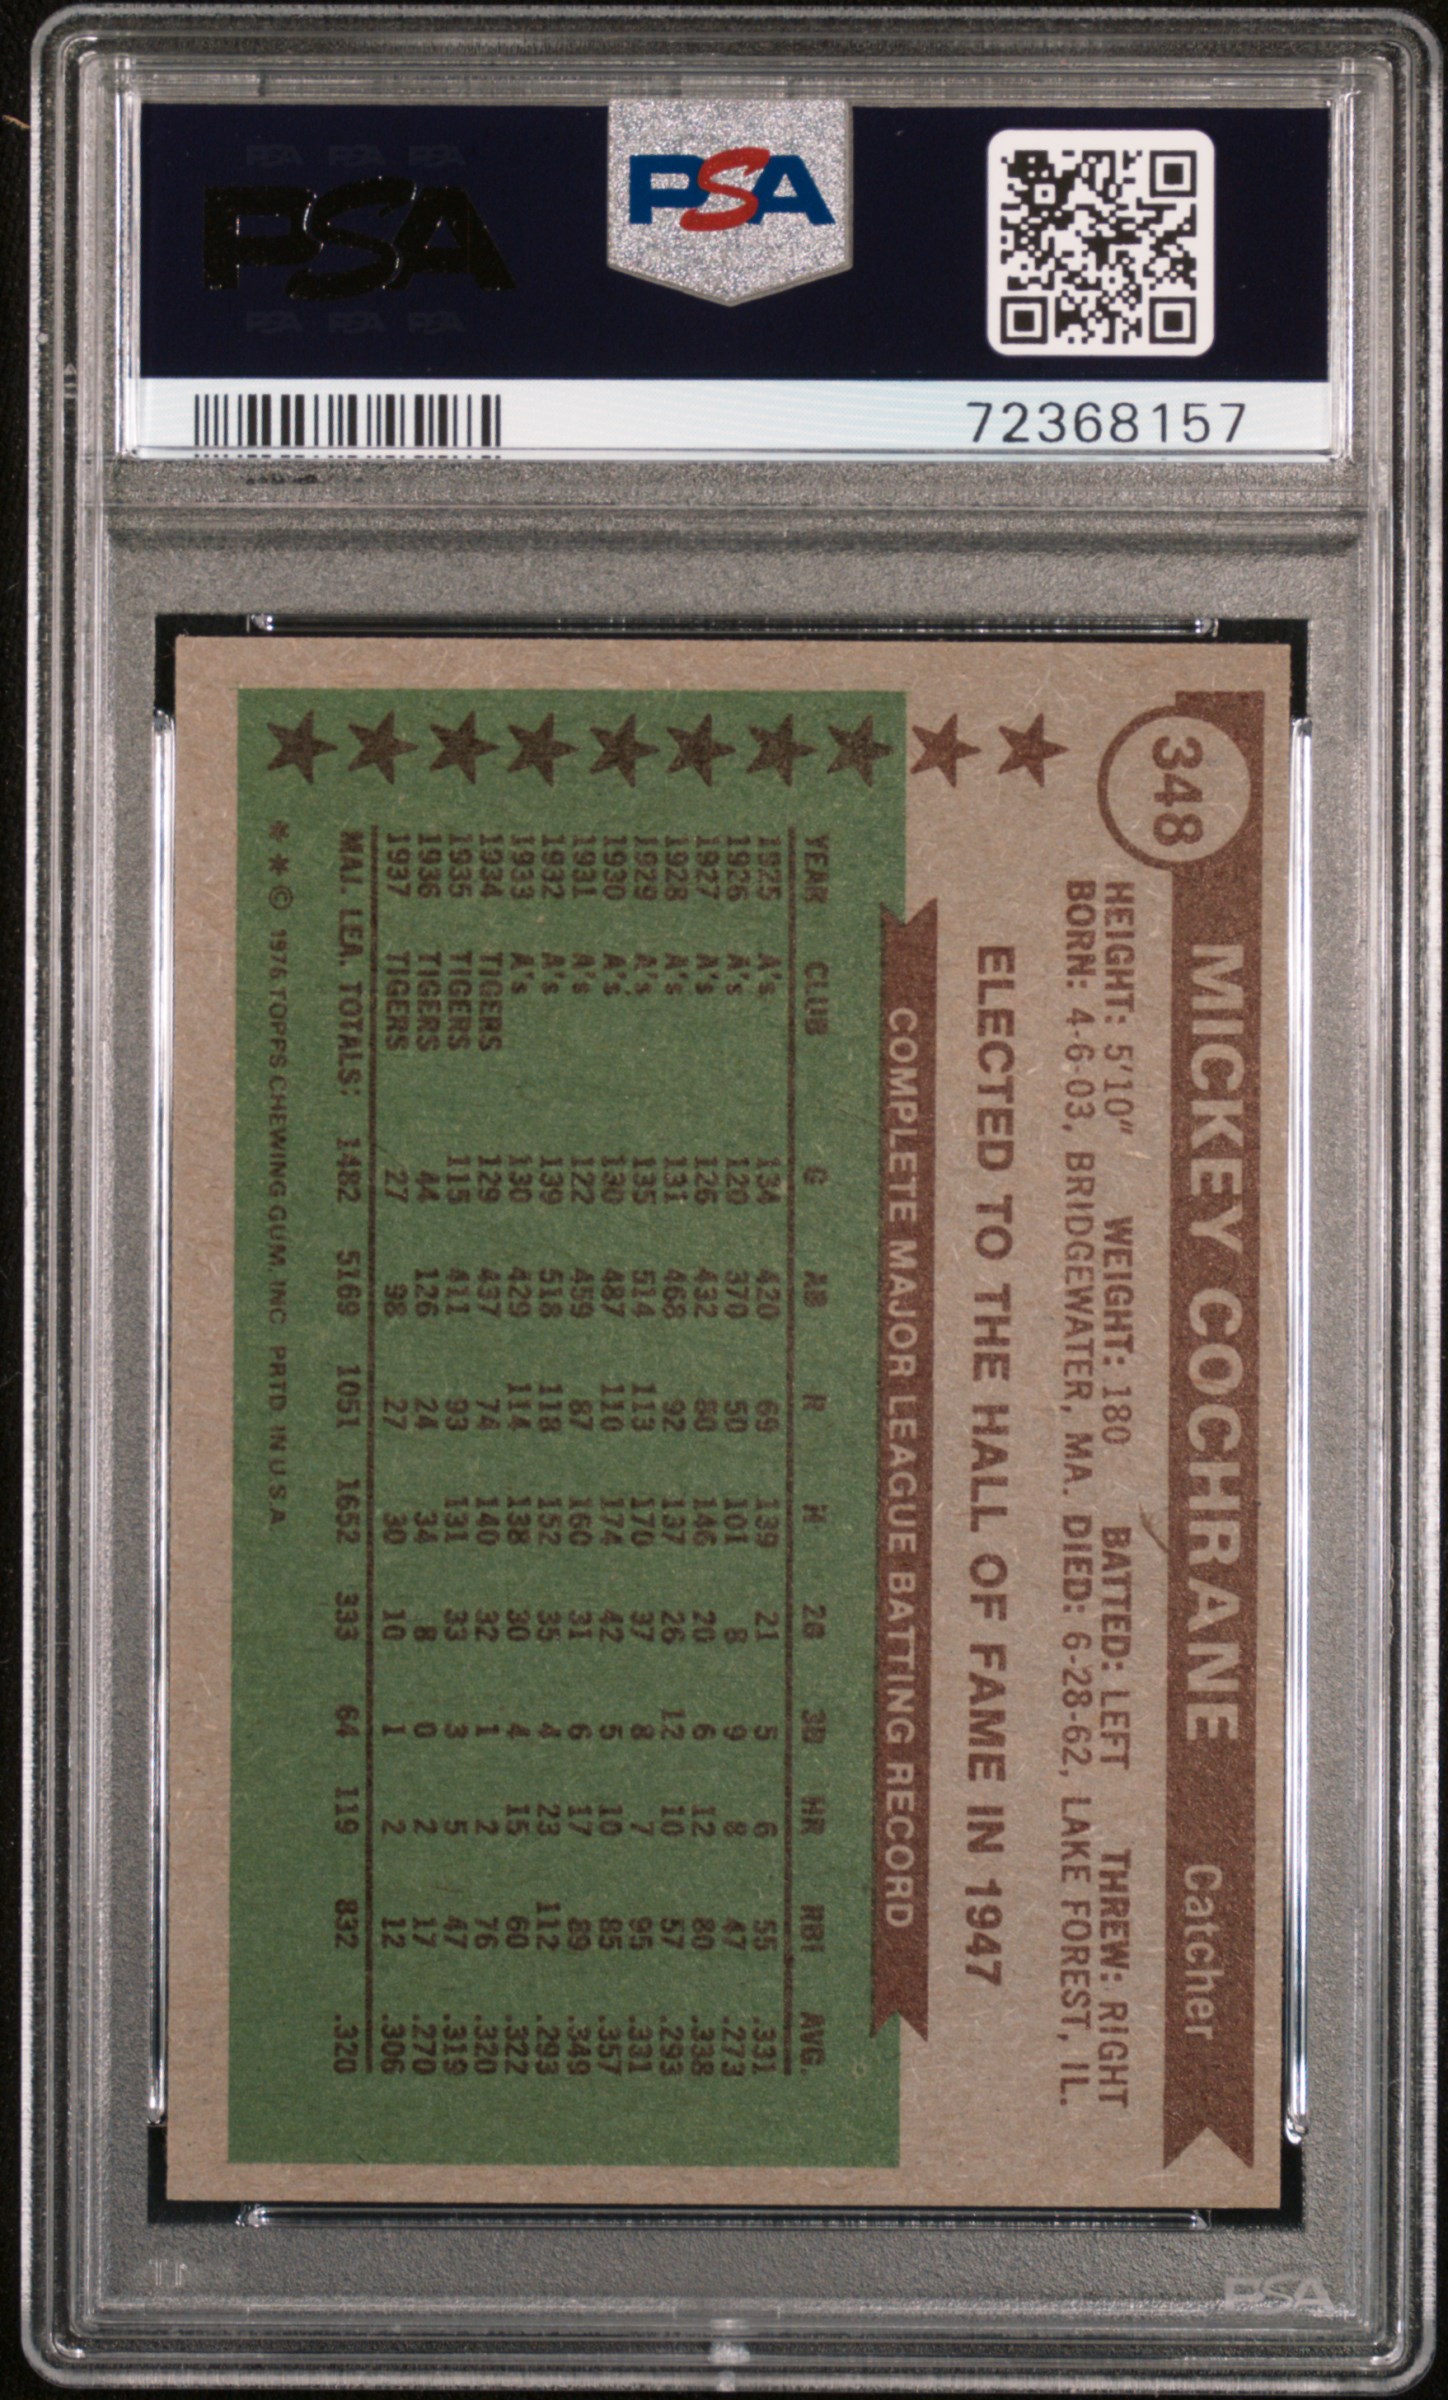 PSA PSA PSA
PSA
PSA PSA PSA
PSA
72368157
348
MICKEY COCHRANE Catcher
HEIGHT: 5'10" WEIGHT: 180 BATTED: LEFT THREW: RIGHT
BORN: 4-6-03, BRIDGEWATER, MA. DIED: 6-28-62, LAKE FOREST, IL.
ELECTED TO THE HALL OF FAME IN 1947
COMPLETE MAJOR LEAGUE BATTING RECORD
YEAR CLUB G AB R H 2B 3B HR RBI AVG.
1925 A's 134 420 69 139 21 5 6 55 .331
1926 A's 120 370 50 101 8 9 8 47 .273
1927 A's 126 432 80 146 20 6 12 80 .338
1928 A's 131 468 92 137 26 12 10 57 .293
1929 A's 135 514 113 170 37 8 7 95 .331
1930 A's 130 487 110 174 42 5 10 85 .357
1931 A's 122 459 87 160 31 6 17 89 .349
1932 A's 139 518 118 152 35 4 23 112 .293
1933 A's 130 429 114 138 30 4 15 60 .322
1934 TIGERS 129 437 74 140 32 1 2 76 .320
1935 TIGERS 115 411 93 131 33 3 5 47 .319
1936 TIGERS 44 126 24 34 8 0 2 17 .270
1937 TIGERS 27 98 27 30 10 1 2 12 .306
MAJ. LEA. TOTALS: 1482 5169 1051 1652 333 64 119 832 .320
**© 1976 TOPPS CHEWING GUM, INC. PRTD. IN U.S.A.
PSA